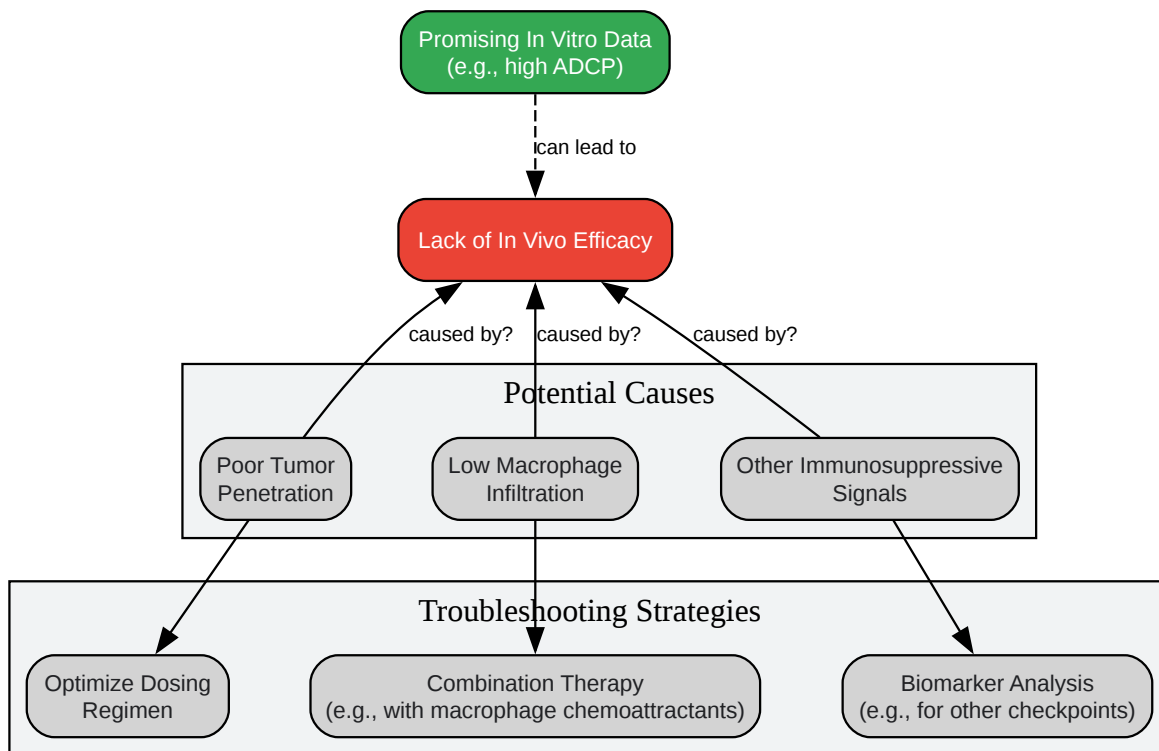 Promising In Vitro Data
(e.g., high ADCP)
can lead to
Lack of In Vivo Efficacy
caused by?
caused by?
caused by?
Potential Causes
Poor Tumor
Penetration
Low Macrophage
Infiltration
Other Immunosuppressive
Signals
Troubleshooting Strategies
Optimize Dosing
Regimen
Combination Therapy
(e.g., with macrophage chemoattractants)
Biomarker Analysis
(e.g., for other checkpoints)